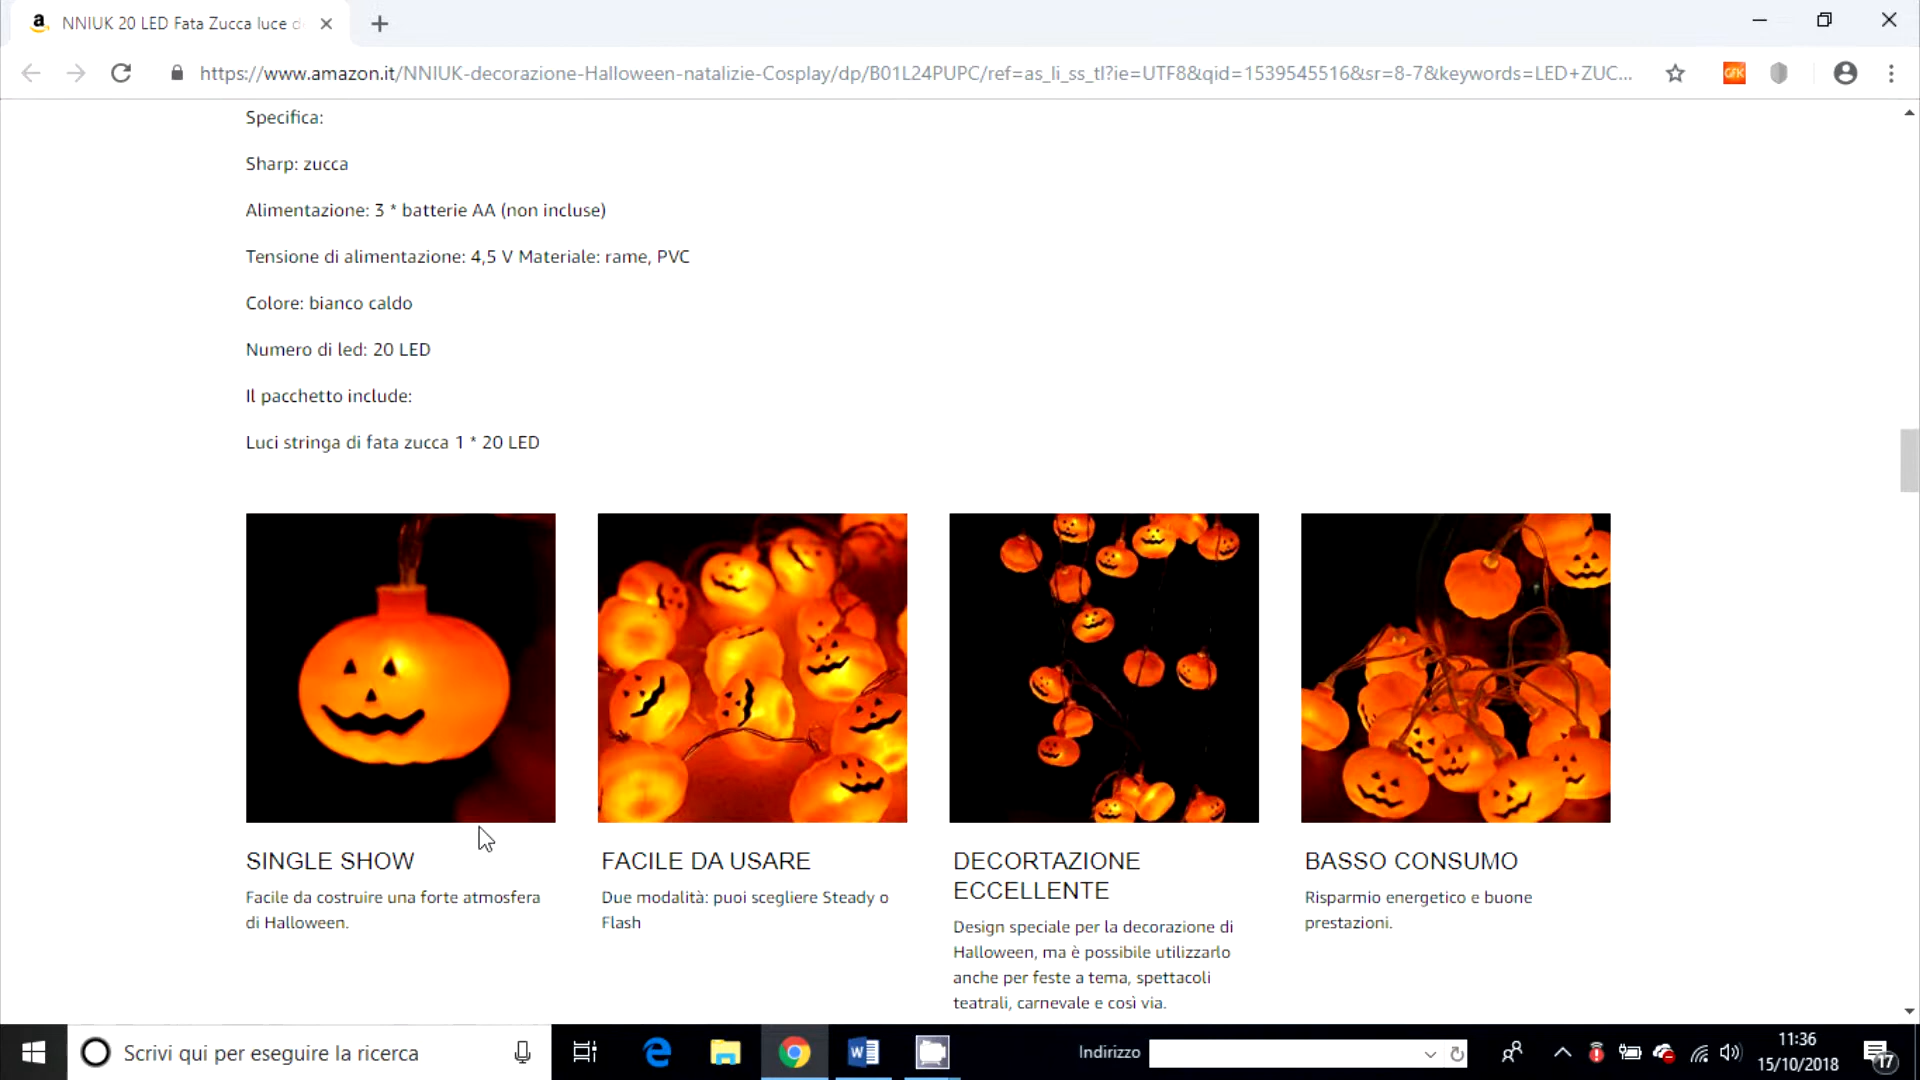 NNIUK 20 LED Fata Zucca luce d
https://www.amazon.it/NNIUK-decorazione-Halloween-natalizie-Cosplay/dp/B01L24PUPC/ref=as_li_ss_tl?ie=UTF8&qid=1539545516&sr=8-7&keywords=LED+ZUC...
GfK
Specifica:
Sharp: zucca
Alimentazione: 3 * batterie AA (non incluse)
Tensione di alimentazione: 4,5 V Materiale: rame, PVC
Colore: bianco caldo
Numero di led: 20 LED
Il pacchetto include:
Luci stringa di fata zucca 1 * 20 LED
SINGLE SHOW
Facile da costruire una forte atmosfera
di Halloween.
FACILE DA USARE
Due modalità: puoi scegliere Steady o
Flash
DECORTAZIONE
ECCELLENTE
Design speciale per la decorazione di
Halloween, ma è possibile utilizzarlo
anche per feste a tema, spettacoli
teatrali, carnevale e così via.
BASSO CONSUMO
Risparmio energetico e buone
prestazioni.
Scrivi qui per eseguire la ricerca
Indirizzo
11:36
15/10/2018
17